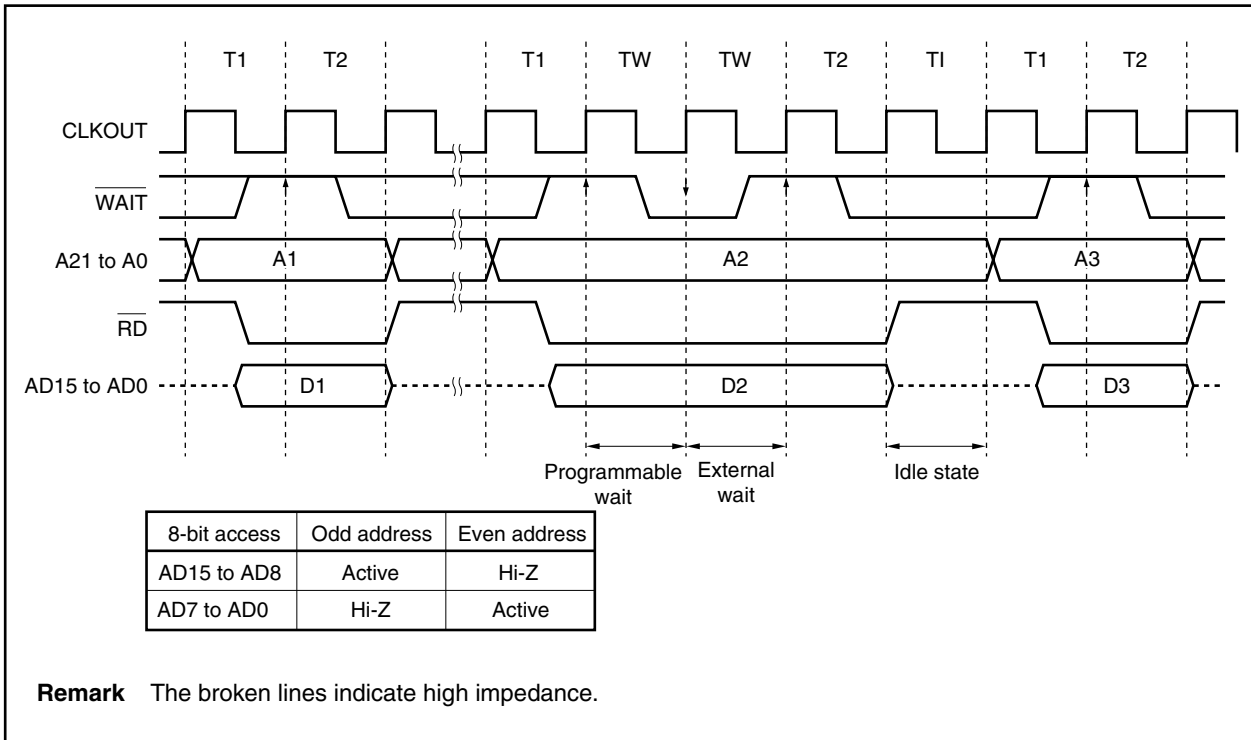 T1 T2 T1 TW TW T2 TI T1 T2
CLKOUT
WAIT
A21 to A0 A1 A2 A3
RD
AD15 to AD0 D1 D2 D3
Programmable wait External wait Idle state
8-bit access Odd address Even address
AD15 to AD8 Active Hi-Z
AD7 to AD0 Hi-Z Active
Remark The broken lines indicate high impedance.